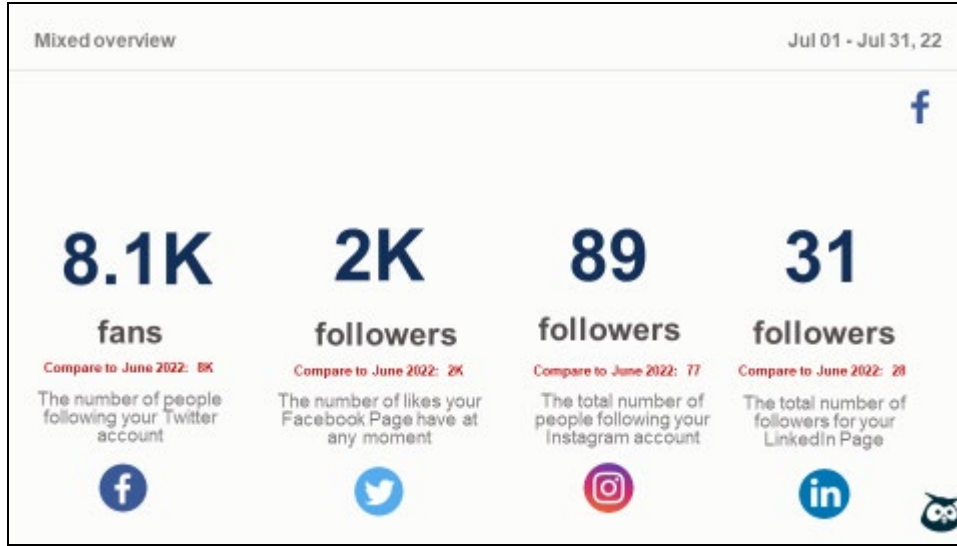 Mixed overview
Jul 01 - Jul 31, 22
8.1K
fans
Compare to June 2022: 8K
The number of people
following your Twitter
account
2K
followers
Compare to June 2022: 2K
The number of likes your
Facebook Page have at
any moment
89
followers
Compare to June 2022: 77
The total number of
people following your
Instagram account
31
followers
Compare to June 2022: 28
The total number of
followers for your
LinkedIn Page